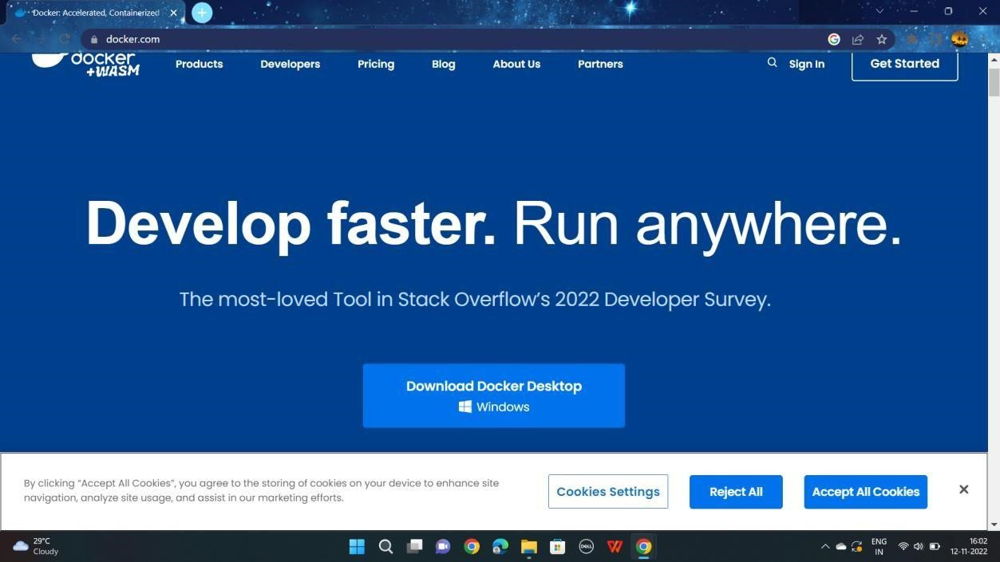 Docker: Accelerated, Containerized
docker.com
docker
+WASM
Products Developers Pricing Blog About Us Partners Sign In Get Started
Develop faster. Run anywhere.
The most-loved Tool in Stack Overflow's 2022 Developer Survey.
Download Docker Desktop
Windows
By clicking "Accept All Cookies", you agree to the storing of cookies on your device to enhance site
navigation, analyze site usage, and assist in our marketing efforts.
Cookies Settings Reject All Accept All Cookies
29°C
Cloudy
DELL
ENG
IN
16:02
12-11-2022